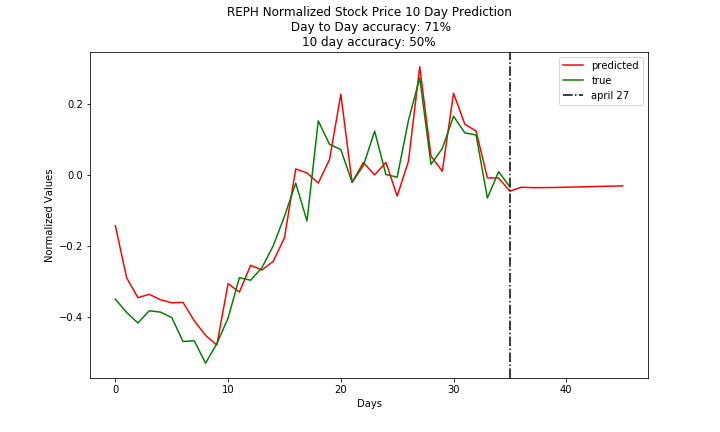 REPH Normalized Stock Price 10 Day Prediction
Day to Day accuracy: 71%
10 day accuracy: 50%
predicted
true
april 27
Normalized Values
0.2
0.0
−0.2
−0.4
0
10
20
30
40
Days